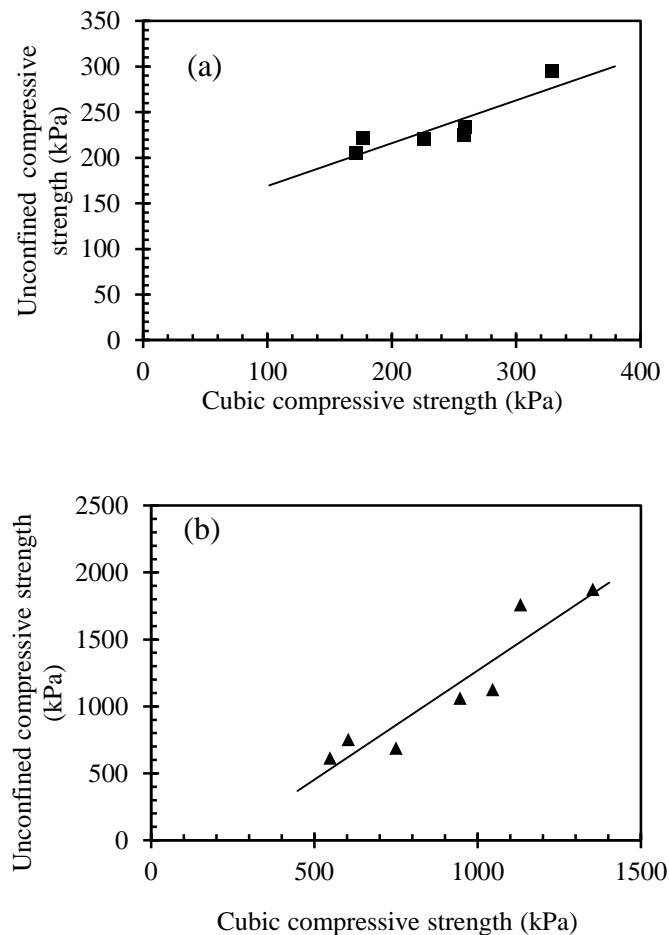 Unconfined compressive
strength (kPa)
350
300
250
200
150
100
50
0
(a)
0 100 200 300 400
Cubic compressive strength (kPa)
Unconfined compressive strength
(kPa)
2500
2000
1500
1000
500
0
(b)
0 500 1000 1500
Cubic compressive strength (kPa)